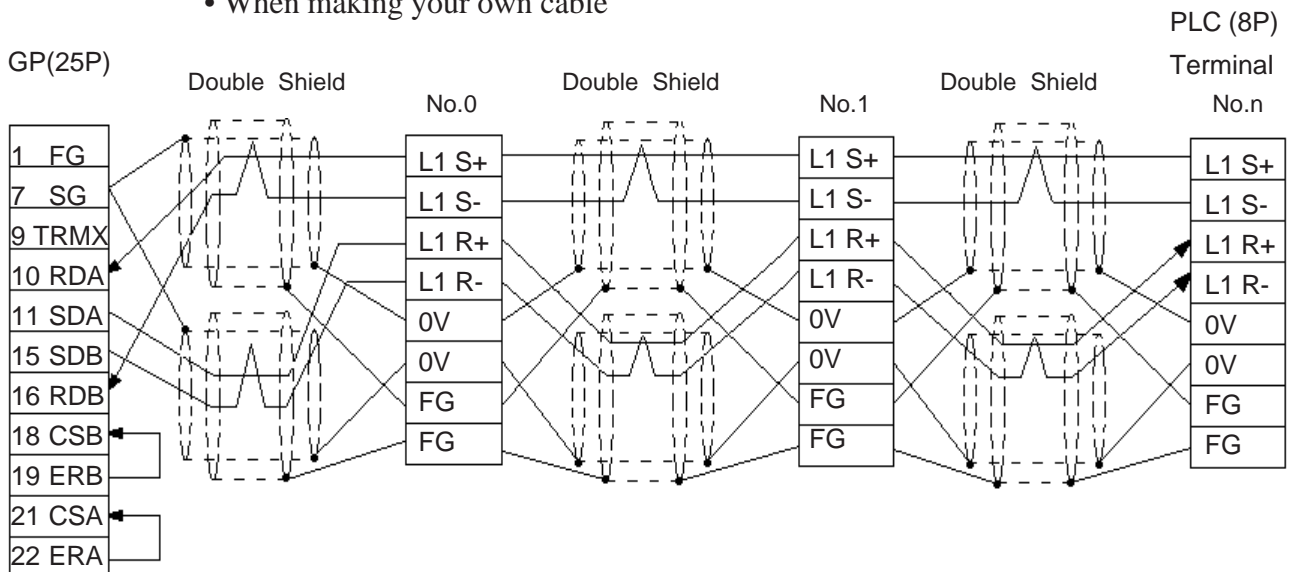 • When making your own cable
PLC (8P)
GP(25P)
Terminal
Double Shield
Double Shield
Double Shield
No.0
No.1
No.n
1 FG
7 SG
9 TRMX
10 RDA
11 SDA
15 SDB
16 RDB
18 CSB
19 ERB
21 CSA
22 ERA
L1 S+
L1 S-
L1 R+
L1 R-
0V
0V
FG
FG
L1 S+
L1 S-
L1 R+
L1 R-
0V
0V
FG
FG
L1 S+
L1 S-
L1 R+
L1 R-
0V
0V
FG
FG